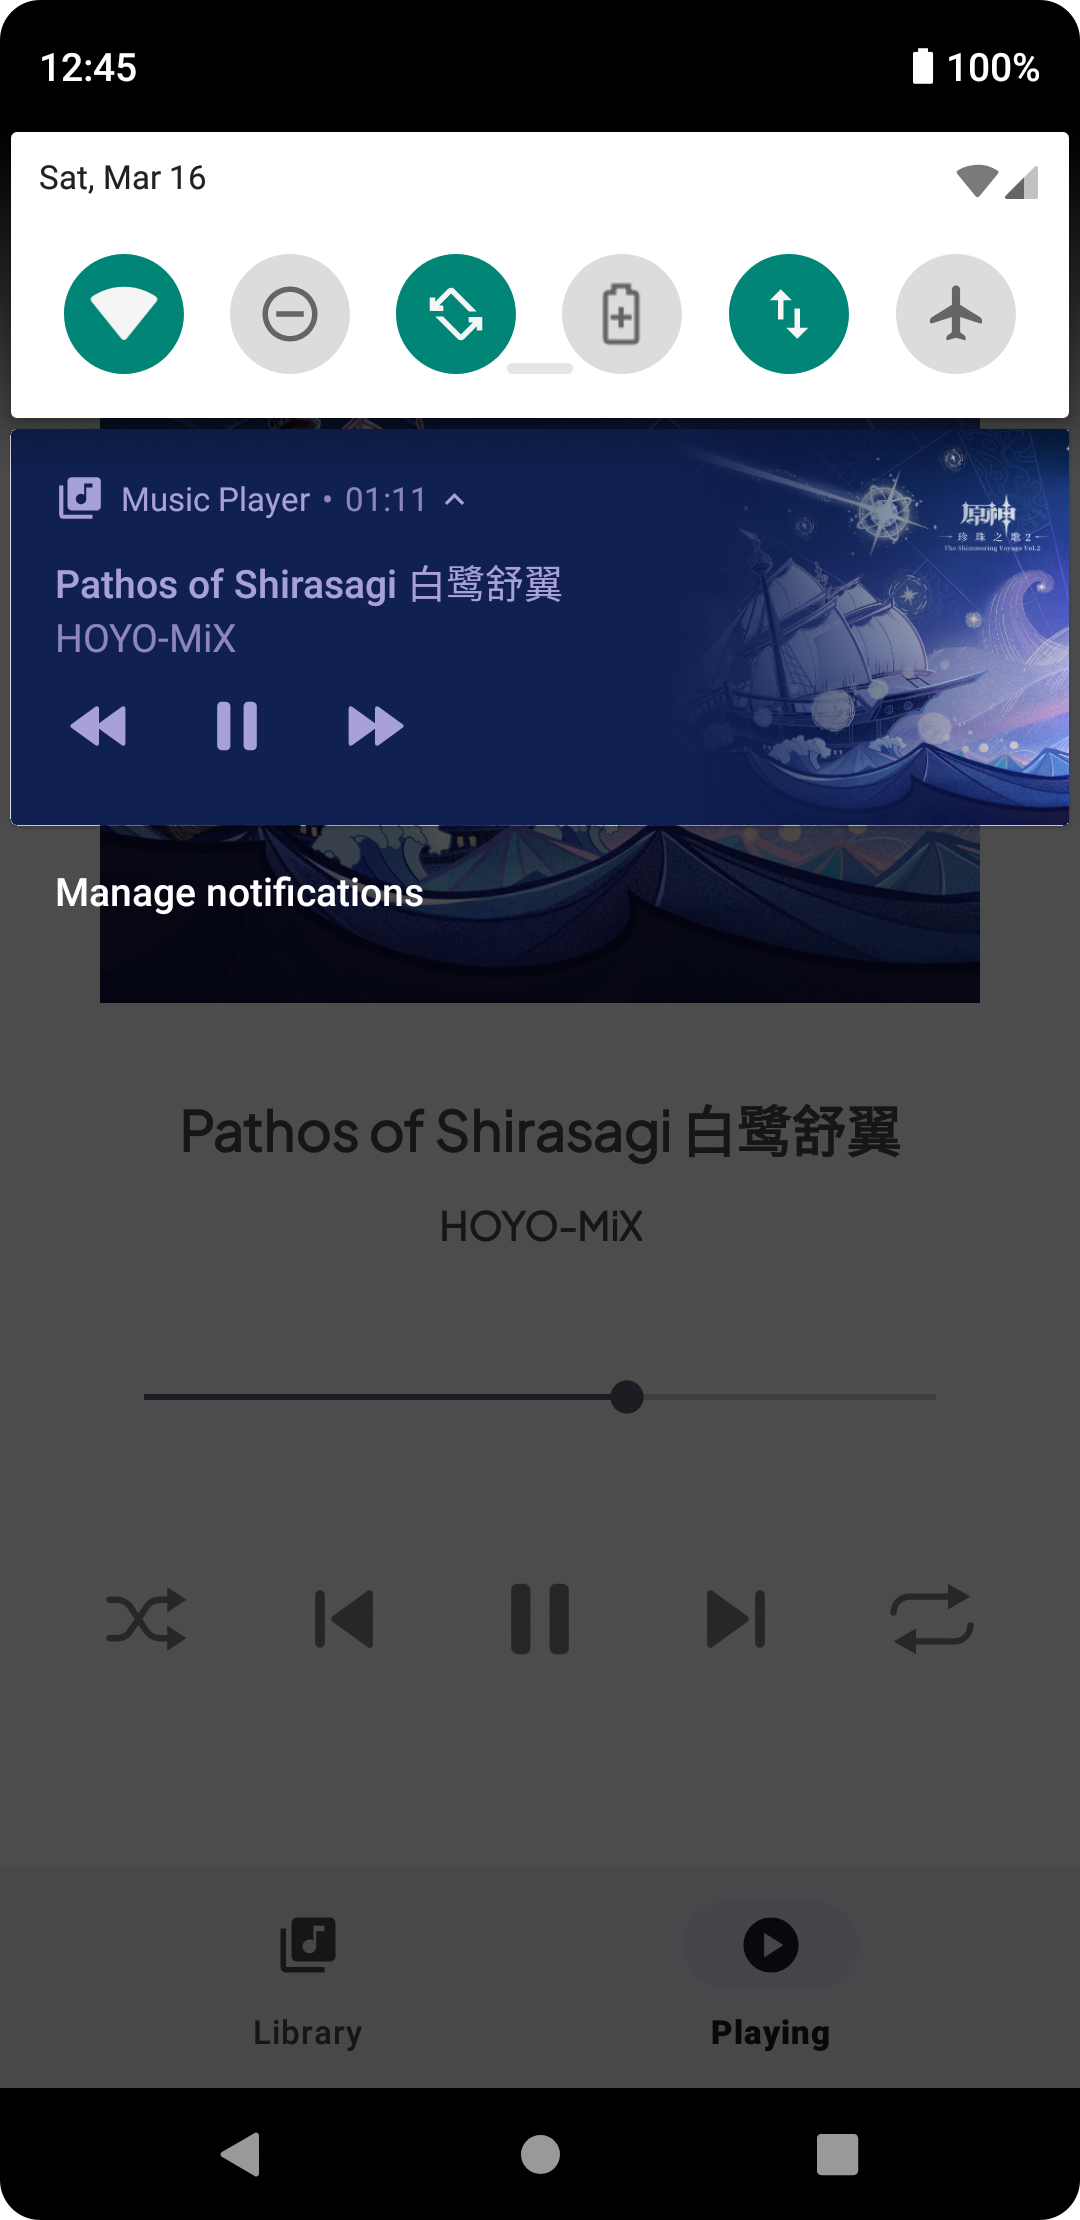 12:45
100%
Sat, Mar 16
Music Player • 01:11
原神
珍珠之歌2
The Shimmering Voyage Vol.2
Pathos of Shirasagi 白鹭舒翼
HOYO-MiX
Manage notifications
Pathos of Shirasagi 白鹭舒翼
HOYO-MiX
Library
Playing